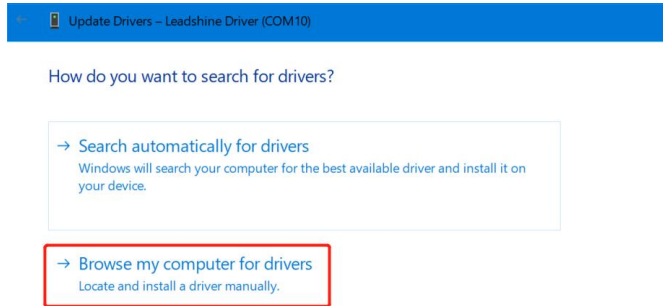 Update Drivers – Leadshine Driver (COM10)
How do you want to search for drivers?
→ Search automatically for drivers
Windows will search your computer for the best available driver and install it on
your device.
→ Browse my computer for drivers
Locate and install a driver manually.